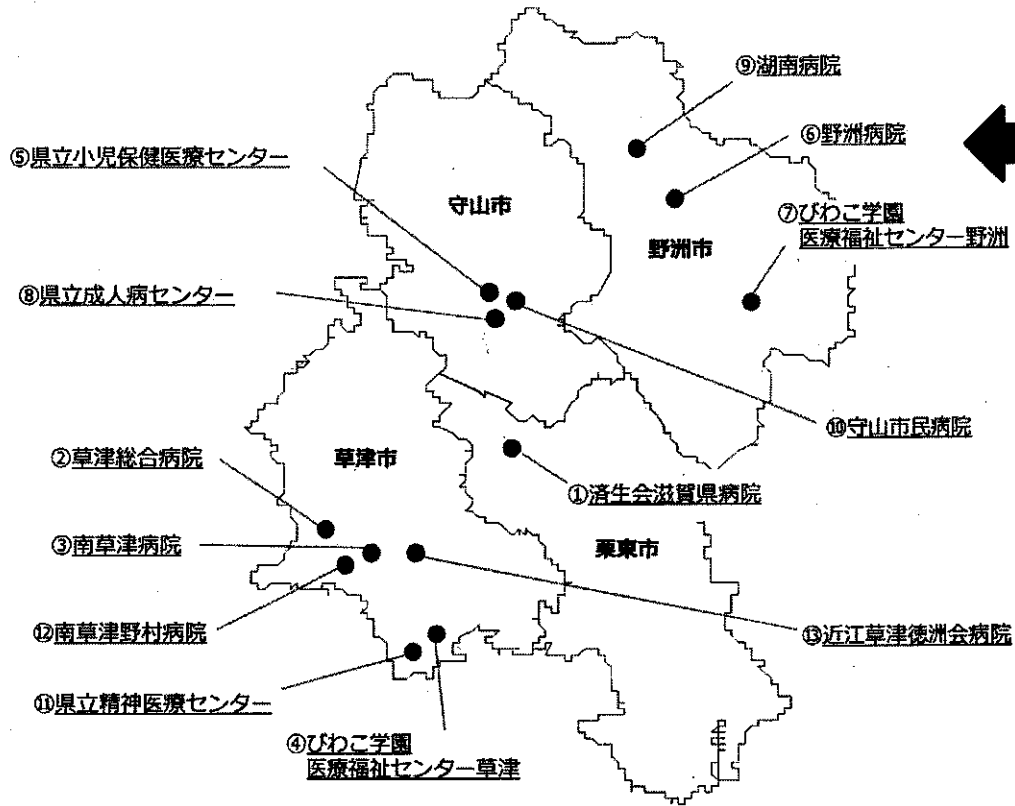 ⑨湖南病院
⑥野洲病院
⑤県立小児保健医療センター
守山市
⑦びわこ学園
医療福祉センター野洲
野洲市
⑧県立成人病センター
⑩守山市民病院
②草津総合病院
草津市
①済生会滋賀県病院
③南草津病院
栗東市
⑫南草津野村病院
⑬近江草津徳洲会病院
⑪県立精神医療センター
④びわこ学園
医療福祉センター草津